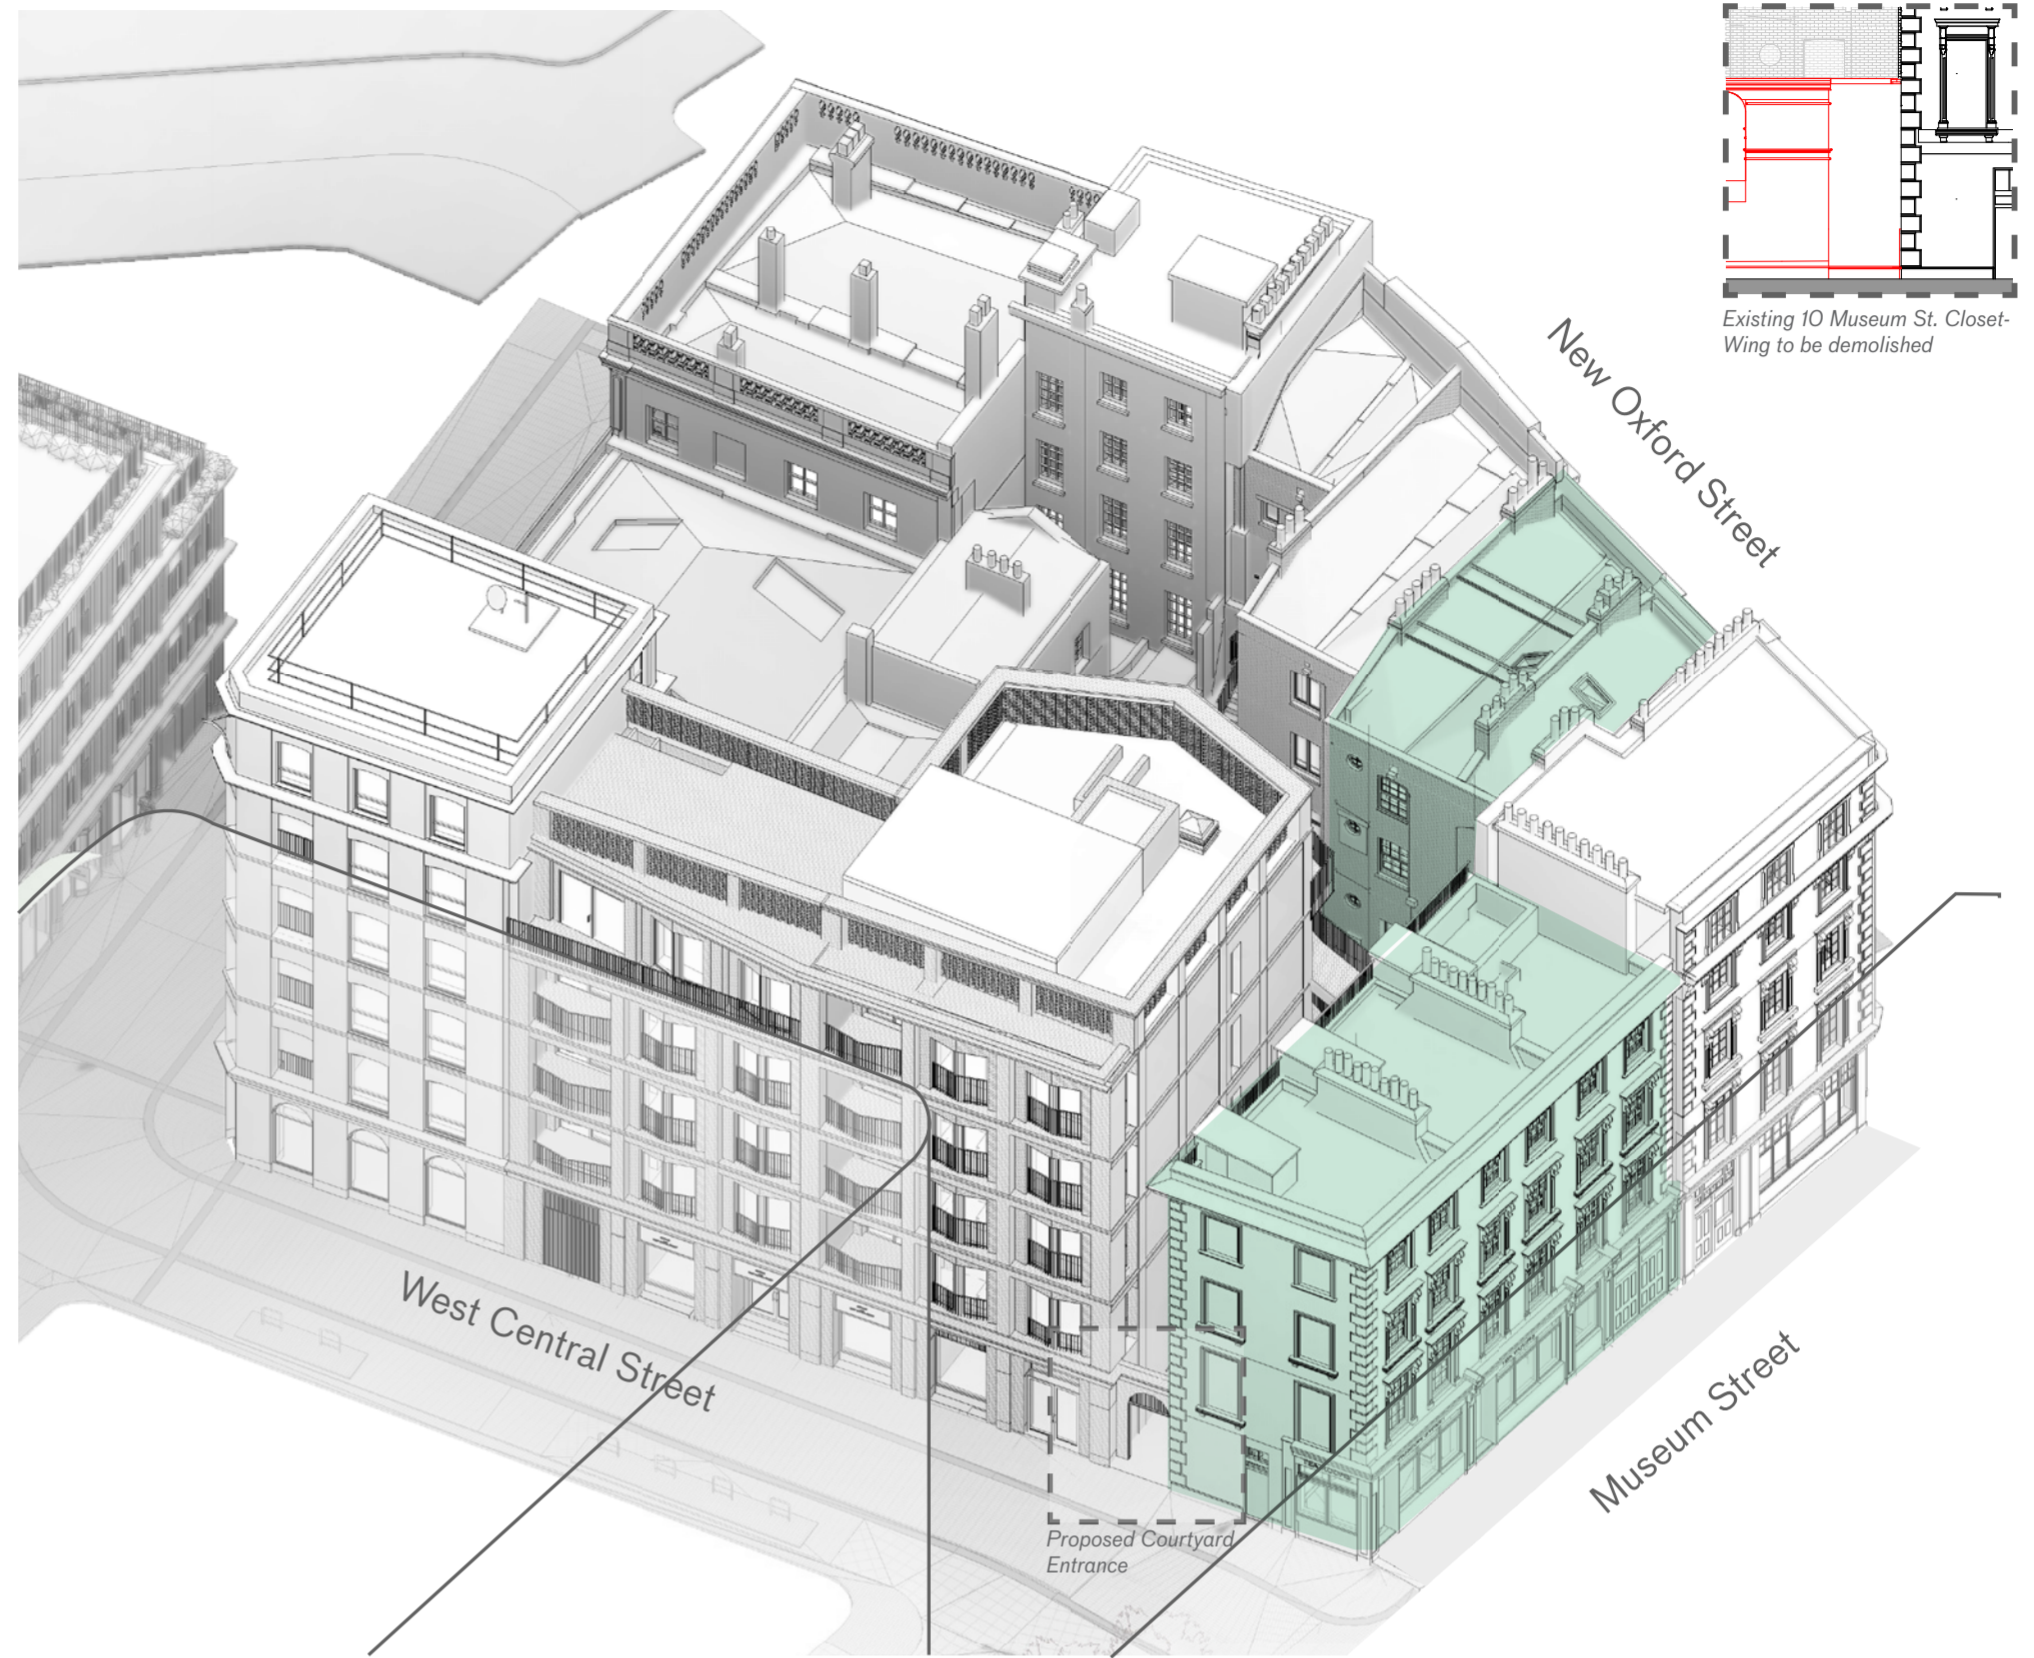 Existing 10 Museum St. Closet-
Wing to be demolished
New Oxford Street
West Central Street
Museum Street
Proposed Courtyard
Entrance